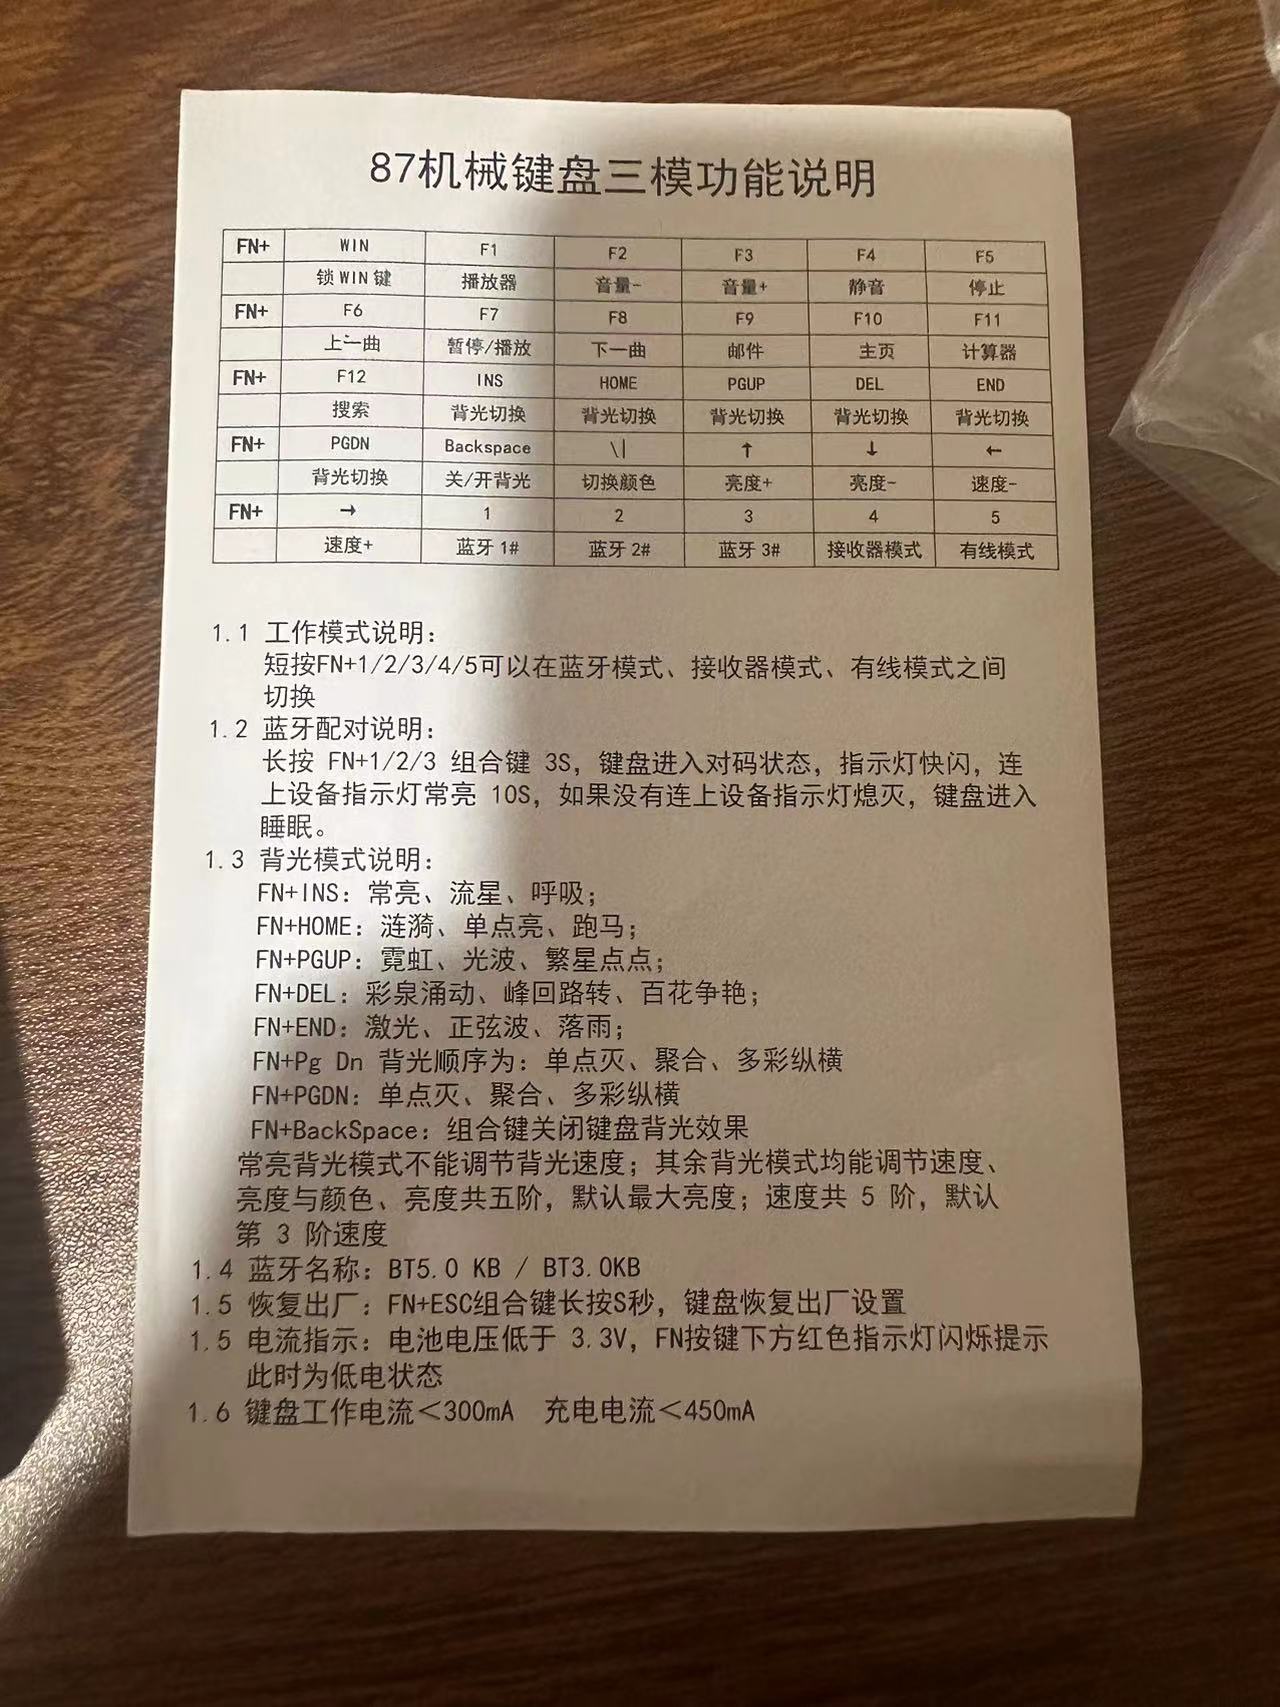 87机械键盘三模功能说明
FN+ WIN F1 F2 F3 F4 F5
锁WIN键 播放器 音量- 音量+ 静音 停止
FN+ F6 F7 F8 F9 F10 F11
上一曲 暂停/播放 下一曲 邮件 主页 计算器
FN+ F12 INS HOME PGUP DEL END
搜索 背光切换 背光切换 背光切换 背光切换 背光切换
FN+ PGDN Backspace \| ↑ ↓ ←
背光切换 关/开背光 切换颜色 亮度+ 亮度- 速度-
FN+ → 1 2 3 4 5
速度+ 蓝牙1# 蓝牙2# 蓝牙3# 接收器模式 有线模式
1.1 工作模式说明：
短按FN+1/2/3/4/5可以在蓝牙模式、接收器模式、有线模式之间
切换
1.2 蓝牙配对说明：
长按 FN+1/2/3 组合键 3S，键盘进入对码状态，指示灯快闪，连
上设备指示灯常亮 10S，如果没有连上设备指示灯熄灭，键盘进入
睡眠。
1.3 背光模式说明：
FN+INS：常亮、流星、呼吸；
FN+HOME：涟漪、单点亮、跑马；
FN+PGUP：霓虹、光波、繁星点点；
FN+DEL：彩泉涌动、峰回路转、百花争艳；
FN+END：激光、正弦波、落雨；
FN+Pg Dn 背光顺序为：单点灭、聚合、多彩纵横
FN+PGDN：单点灭、聚合、多彩纵横
FN+BackSpace：组合键关闭键盘背光效果
常亮背光模式不能调节背光速度；其余背光模式均能调节速度、
亮度与颜色、亮度共五阶，默认最大亮度；速度共 5 阶，默认
第 3 阶速度
1.4 蓝牙名称：BT5.0 KB / BT3.0KB
1.5 恢复出厂：FN+ESC组合键长按S秒，键盘恢复出厂设置
1.5 电流指示：电池电压低于 3.3V，FN按键下方红色指示灯闪烁提示
此时为低电状态
1.6 键盘工作电流＜300mA 充电电流＜450mA